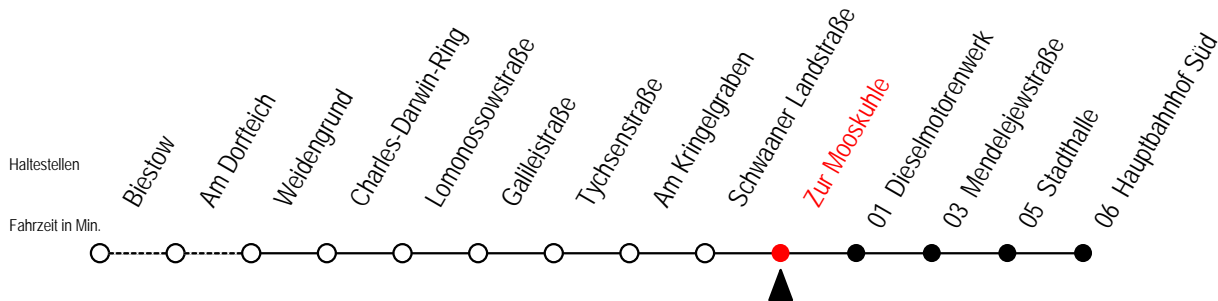 Haltestellen
Fahrzeit in Min.
Biestow
Am Dorfteich
Weidengrund
Charles-Darwin-Ring
Lomonossowstraße
Galileistraße
Tychsenstraße
Am Kringelgraben
Schwaaner Landstraße
Zur Mooskuhle
01 Dieselmotorenwerk
03 Mendelejewstraße
05 Stadthalle
06 Hauptbahnhof Süd